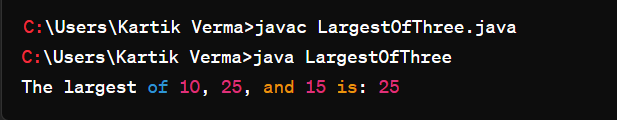 C:\Users\Kartik Verma>javac LargestOfThree.java
C:\Users\Kartik Verma>java LargestOfThree
The largest of 10, 25, and 15 is: 25